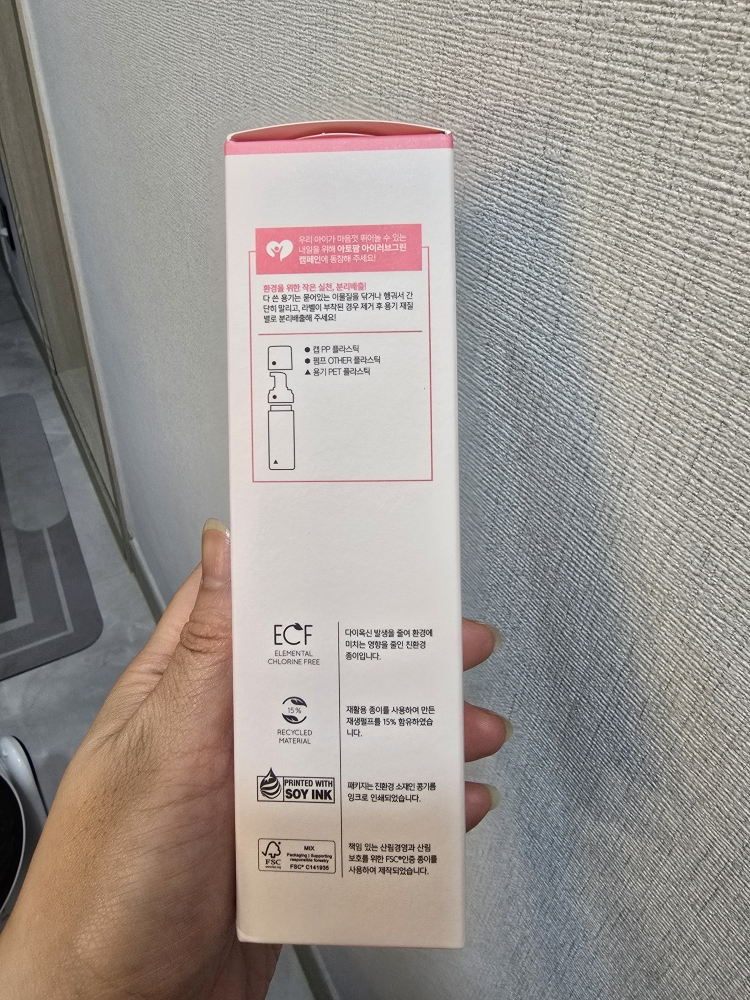 우리 아이가 마음껏 뛰어놀 수 있는
내일을 위해 아토팜 아이러브그린
캠페인에 동참해 주세요!
환경을 위한 작은 실천, 분리배출!
다 쓴 용기는 묻어있는 이물질을 닦거나 헹궈서 간
단히 말리고, 라벨이 부착된 경우 제거 후 용기 재질
별로 분리배출해 주세요!
● 캡 PP 플라스틱
● 펌프 OTHER 플라스틱
▲ 용기 PET 플라스틱
ECF
ELEMENTAL
CHLORINE FREE
다이옥신 발생을 줄여 환경에
미치는 영향을 줄인 친환경
종이입니다.
15%
RECYCLED
MATERIAL
재활용 종이를 사용하여 만든
재생펄프를 15% 함유하였습
니다.
PRINTED WITH
SOY INK
패키지는 친환경 소재인 콩기름
잉크로 인쇄되었습니다.
FSC
MIX
Packaging | Supporting
responsible forestry
FSC® C141936
책임 있는 산림경영과 산림
보호를 위한 FSC®인증 종이를
사용하여 제작되었습니다.